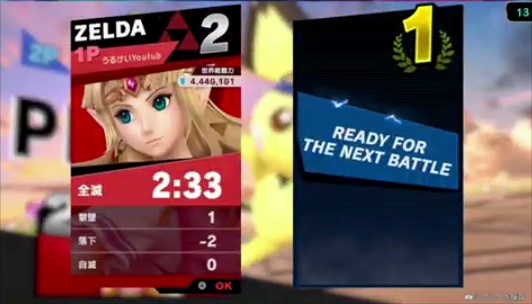 13
ZELDA
2
1P うるけいYoutub
世界戦闘力
4,446,101
全滅 2:33
撃墜 1
落下 -2
自滅 0
OK
1
READY FOR
THE NEXT BATTLE
2P